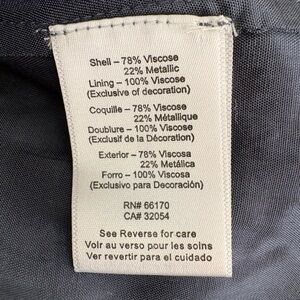 Shell – 78% Viscose
22% Metallic
Lining – 100% Viscose
(Exclusive of decoration)
Coquille – 78% Viscose
22% Métallique
Doublure – 100% Viscose
(Exclusif de la Décoration)
Exterior – 78% Viscosa
22% Metálica
Forro – 100% Viscosa
(Exclusivo para Decoración)
RN# 66170
CA# 32054
See Reverse for care
Voir au verso pour les soins
Ver revertir para el cuidado